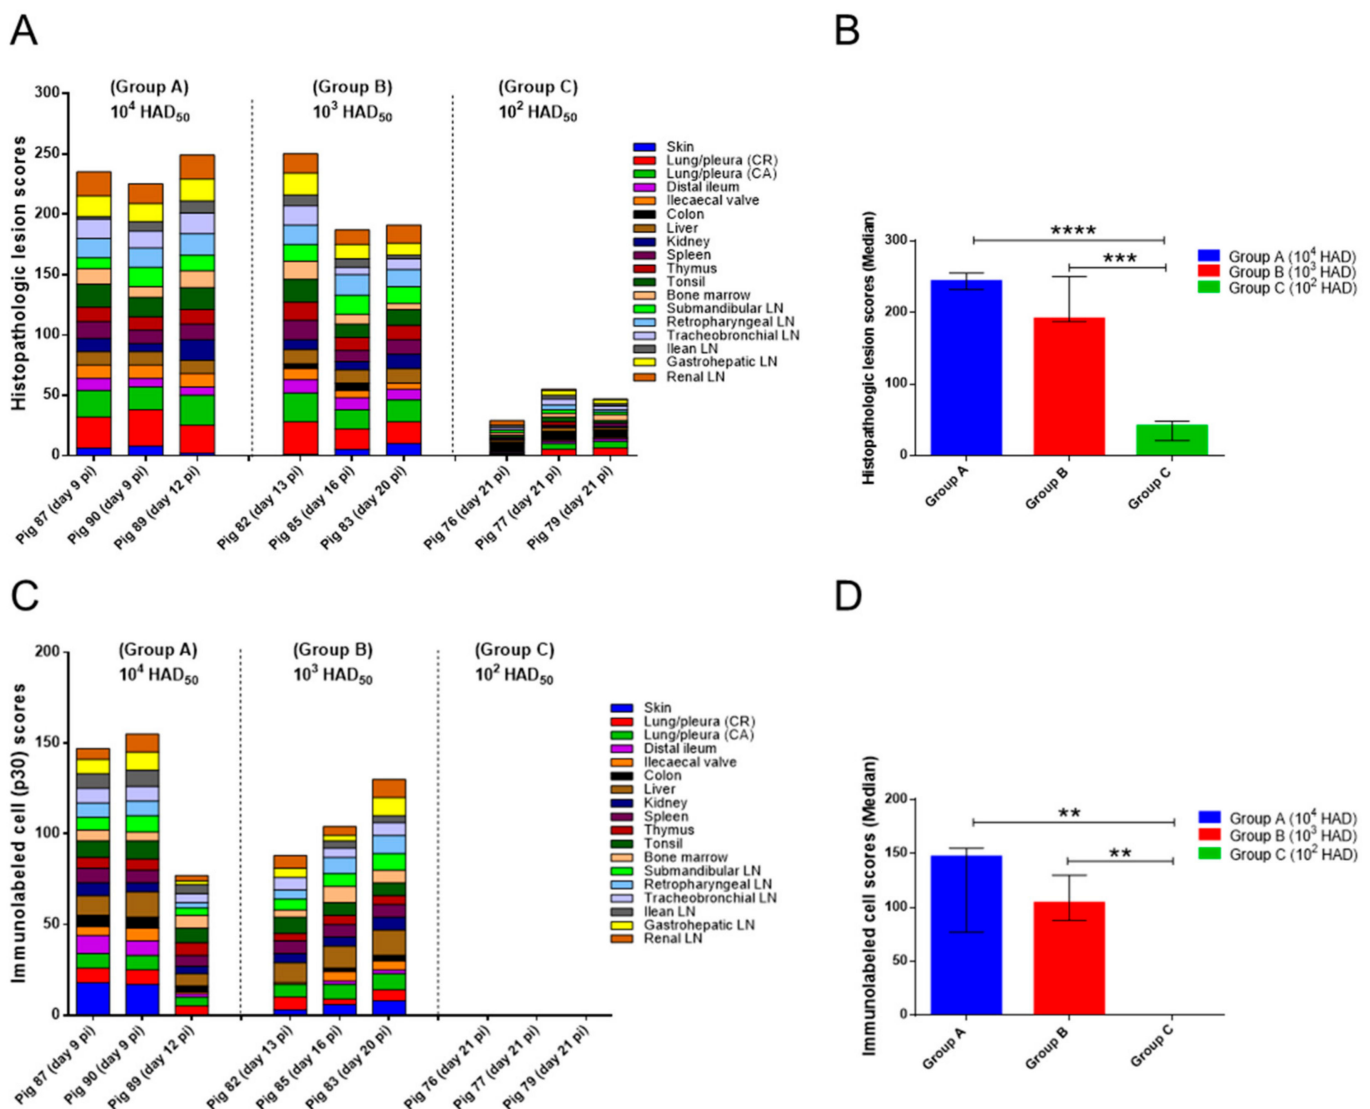 A
(Group A)
10⁴ HAD₅₀
(Group B)
10³ HAD₅₀
(Group C)
10² HAD₅₀
Histopathologic lesion scores
300
250
200
150
100
50
0
Pig 87 (day 9 pi)
Pig 90 (day 9 pi)
Pig 89 (day 12 pi)
Pig 82 (day 13 pi)
Pig 85 (day 16 pi)
Pig 83 (day 20 pi)
Pig 76 (day 21 pi)
Pig 77 (day 21 pi)
Pig 79 (day 21 pi)
Skin
Lung/pleura (CR)
Lung/pleura (CA)
Distal ileum
Ilecaecal valve
Colon
Liver
Kidney
Spleen
Thymus
Tonsil
Bone marrow
Submandibular LN
Retropharyngeal LN
Tracheobronchial LN
Ilean LN
Gastrohepatic LN
Renal LN
B
Histopathologic lesion scores (Median)
300
200
100
0
****
***
Group A
Group B
Group C
Group A (10⁴ HAD)
Group B (10³ HAD)
Group C (10² HAD)
C
(Group A)
10⁴ HAD₅₀
(Group B)
10³ HAD₅₀
(Group C)
10² HAD₅₀
Immunolabeled cell (p30) scores
200
150
100
50
0
Pig 87 (day 9 pi)
Pig 90 (day 9 pi)
Pig 89 (day 12 pi)
Pig 82 (day 13 pi)
Pig 85 (day 16 pi)
Pig 83 (day 20 pi)
Pig 76 (day 21 pi)
Pig 77 (day 21 pi)
Pig 79 (day 21 pi)
Skin
Lung/pleura (CR)
Lung/pleura (CA)
Distal ileum
Ilecaecal valve
Colon
Liver
Kidney
Spleen
Thymus
Tonsil
Bone marrow
Submandibular LN
Retropharyngeal LN
Tracheobronchial LN
Ilean LN
Gastrohepatic LN
Renal LN
D
Immunolabeled cell scores (Median)
200
150
100
50
0
**
**
Group A
Group B
Group C
Group A (10⁴ HAD)
Group B (10³ HAD)
Group C (10² HAD)